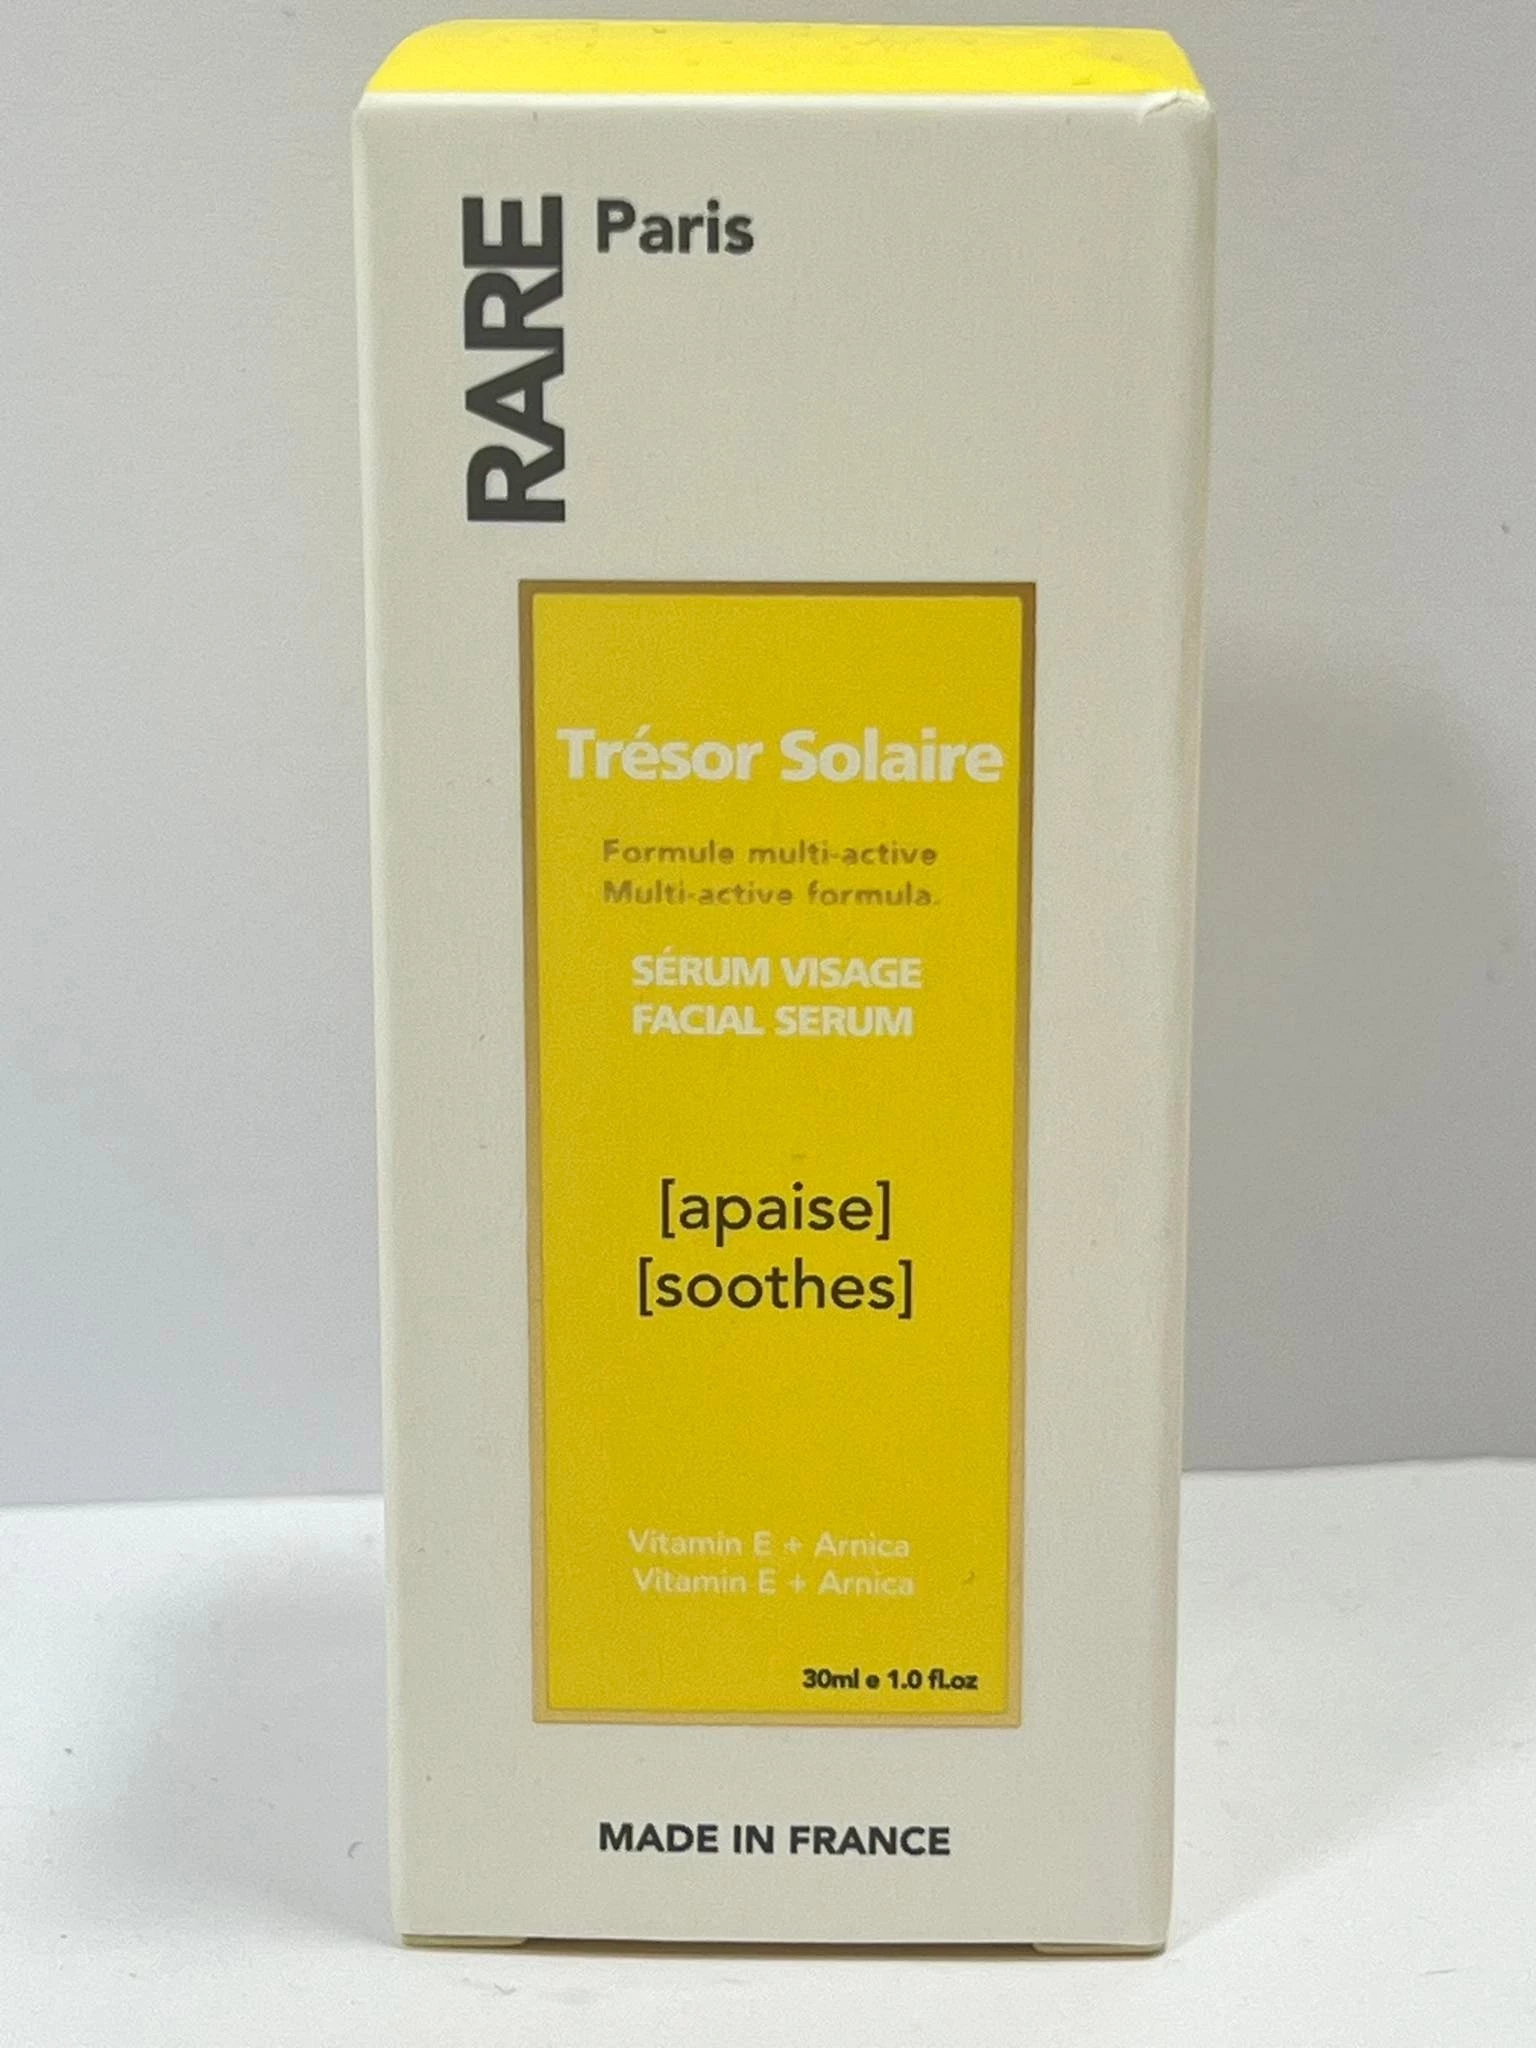 RARE
Paris
Trésor Solaire
Formule multi-active
Multi-active formula.
SÉRUM VISAGE
FACIAL SERUM
[apaise]
[soothes]
Vitamin E + Arnica
Vitamin E + Arnica
30ml e 1.0 fl.oz
MADE IN FRANCE